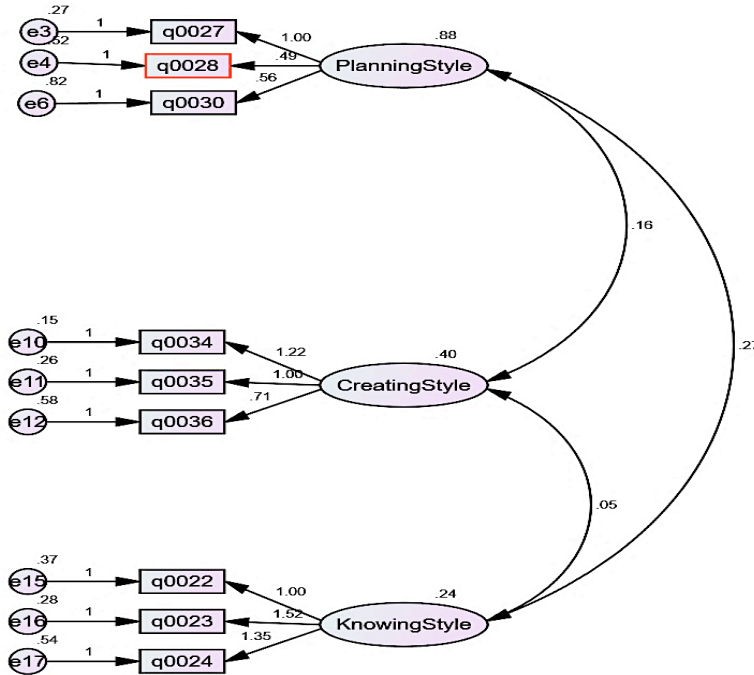 .27
e3 1 q0027 1.00 .88
.52
e4 1 q0028 .49 PlanningStyle
.82
e6 1 q0030 .56
.16
.27
.15
e10 1 q0034 1.22 .40
.26
e11 1 q0035 1.00 CreatingStyle
.58
e12 1 q0036 .71
.05
.37
e15 1 q0022 1.00 .24
.28
e16 1 q0023 1.52 KnowingStyle
.54
e17 1 q0024 1.35